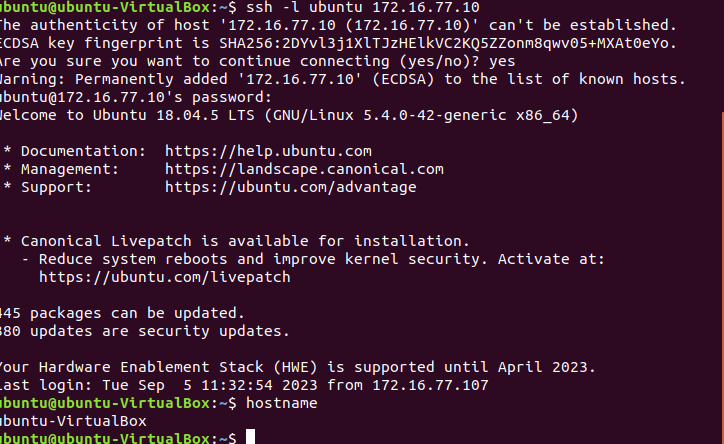 ubuntu@ubuntu-VirtualBox:~$ ssh -l ubuntu 172.16.77.10
The authenticity of host '172.16.77.10 (172.16.77.10)' can't be established.
ECDSA key fingerprint is SHA256:2DYvl3j1XlTJzHElkVC2KQ5ZZonm8qwv05+MXAt0eYo.
Are you sure you want to continue connecting (yes/no)? yes
Warning: Permanently added '172.16.77.10' (ECDSA) to the list of known hosts.
ubuntu@172.16.77.10's password:
Welcome to Ubuntu 18.04.5 LTS (GNU/Linux 5.4.0-42-generic x86_64)
* Documentation: https://help.ubuntu.com
* Management: https://landscape.canonical.com
* Support: https://ubuntu.com/advantage
* Canonical Livepatch is available for installation.
- Reduce system reboots and improve kernel security. Activate at:
https://ubuntu.com/livepatch
445 packages can be updated.
380 updates are security updates.
Your Hardware Enablement Stack (HWE) is supported until April 2023.
Last login: Tue Sep 5 11:32:54 2023 from 172.16.77.107
ubuntu@ubuntu-VirtualBox:~$ hostname
ubuntu-VirtualBox
ubuntu@ubuntu-VirtualBox:~$